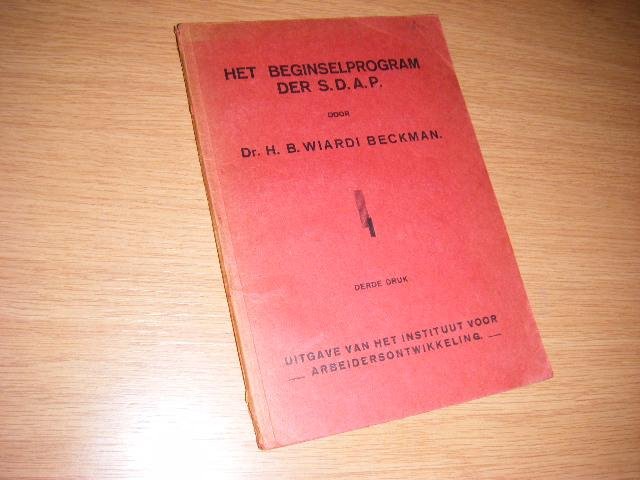 HET BEGINSELPROGRAM
DER S.D.A.P.
DOOR
Dr. H. B. WIARDI BECKMAN.
DERDE DRUK
UITGAVE VAN HET INSTITUUT VOOR
— ARBEIDERSONTWIKKELING. —